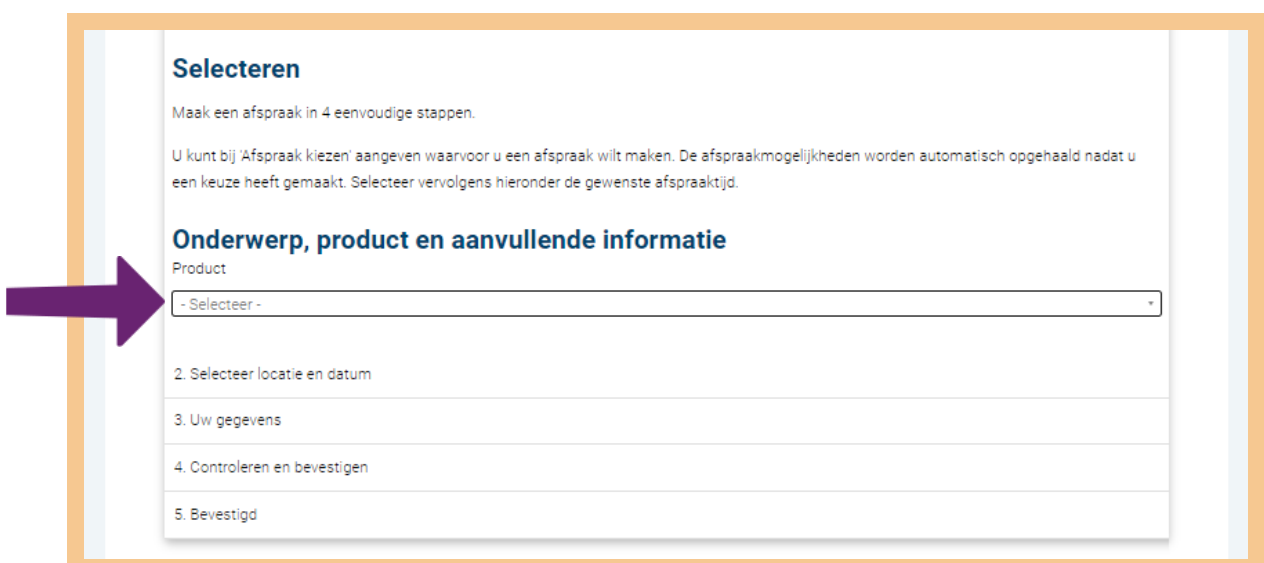 Selecteren
Maak een afspraak in 4 eenvoudige stappen.
U kunt bij 'Afspraak kiezen' aangeven waarvoor u een afspraak wilt maken. De afspraakmogelijkheden worden automatisch opgehaald nadat u
een keuze heeft gemaakt. Selecteer vervolgens hieronder de gewenste afspraaktijd.
Onderwerp, product en aanvullende informatie
Product
- Selecteer -
2. Selecteer locatie en datum
3. Uw gegevens
4. Controleren en bevestigen
5. Bevestigd